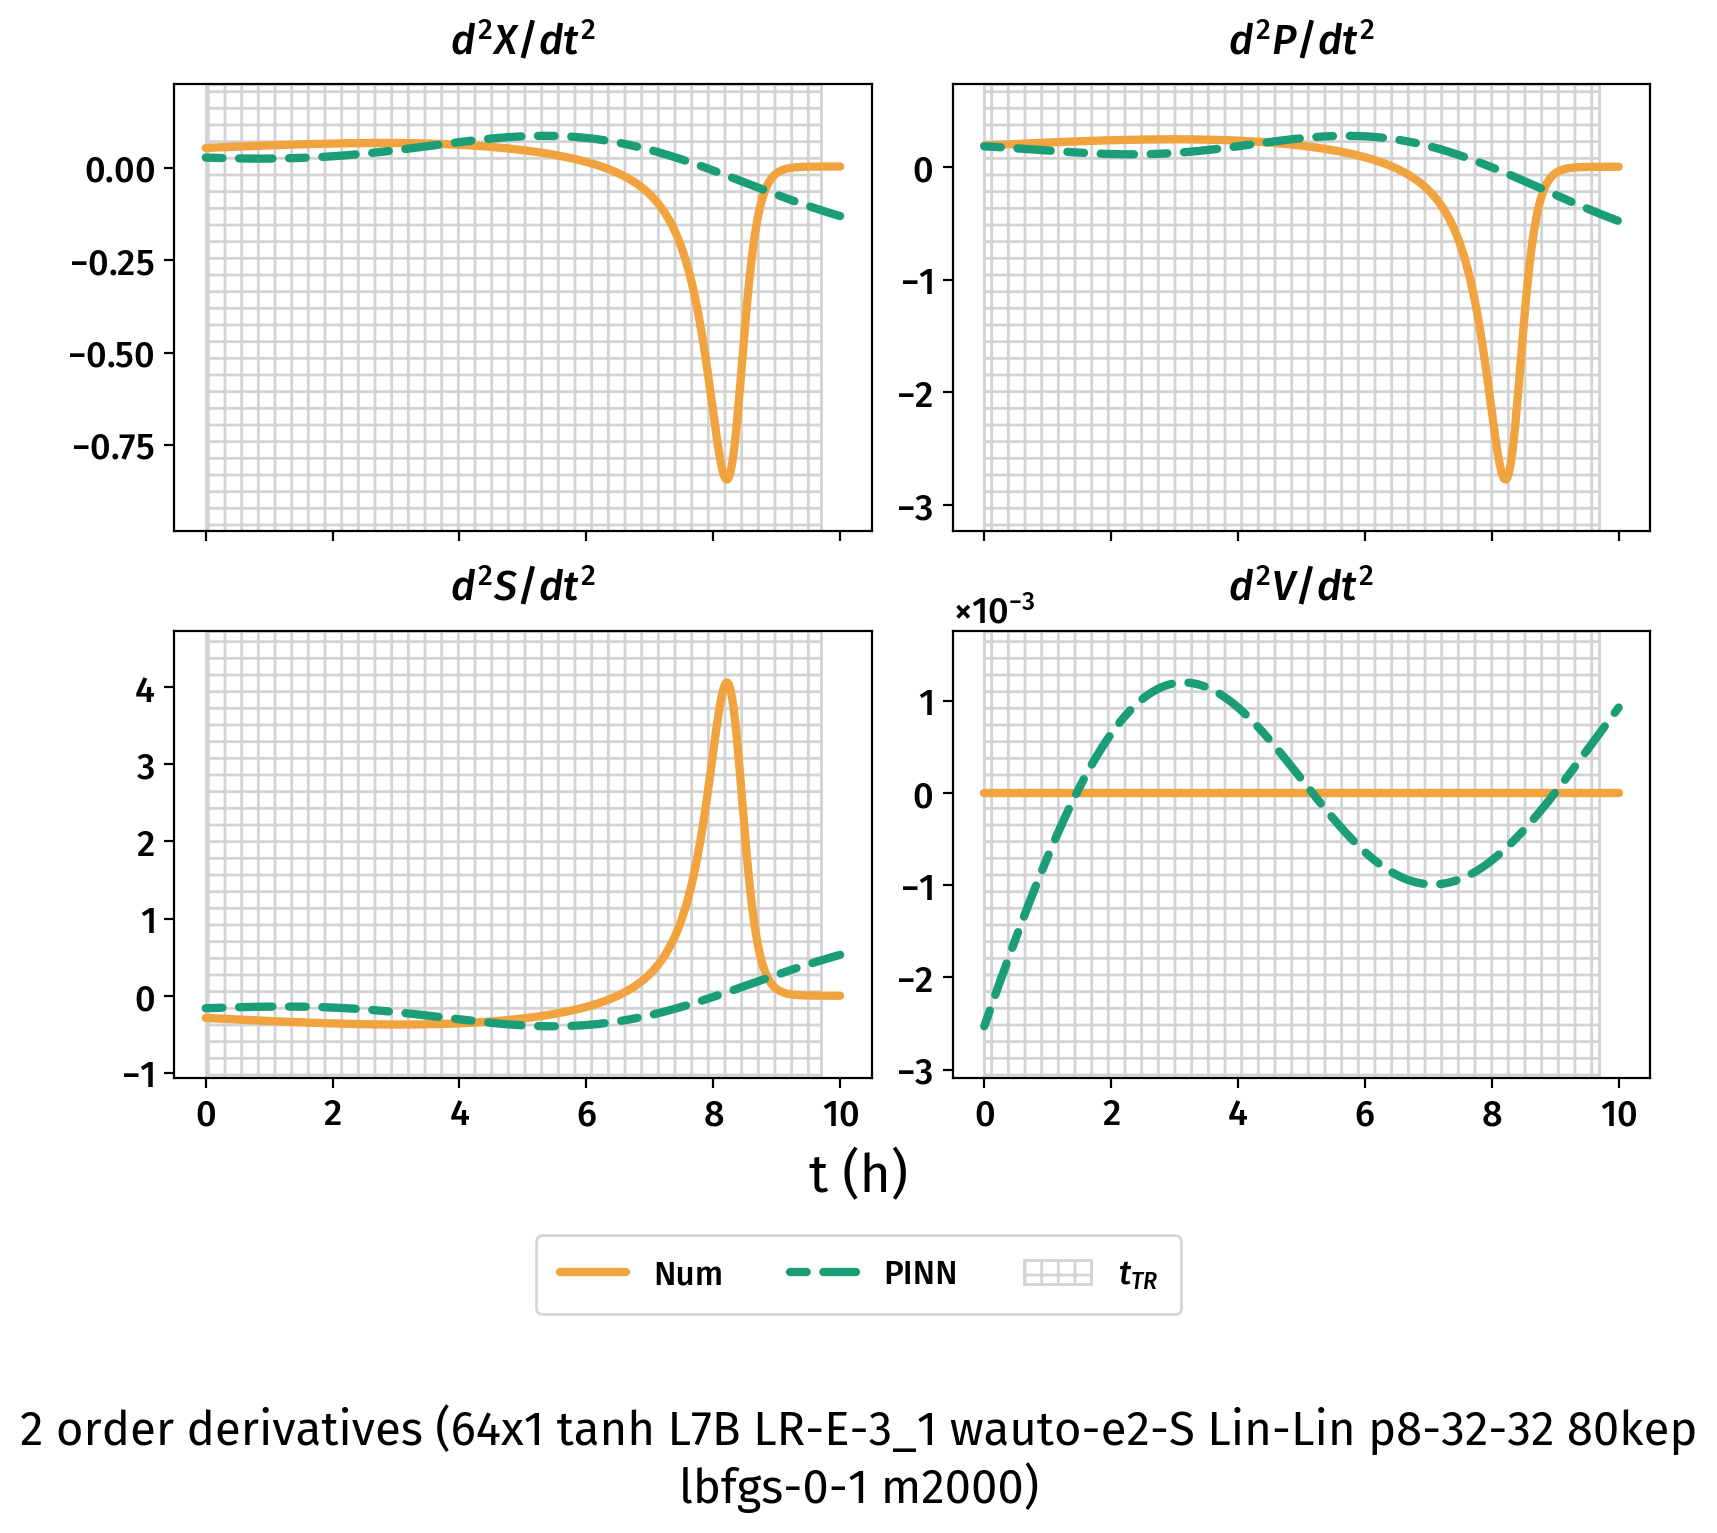 d²X/dt²
d²P/dt²
0.00
−0.25
−0.50
−0.75
0
−1
−2
−3
d²S/dt²
d²V/dt²
×10⁻³
4
3
2
1
0
−1
1
0
−1
−2
−3
0 2 4 6 8 10
0 2 4 6 8 10
t (h)
Num PINN t_TR
2 order derivatives (64x1 tanh L7B LR-E-3_1 wauto-e2-S Lin-Lin p8-32-32 80kep
lbfgs-0-1 m2000)